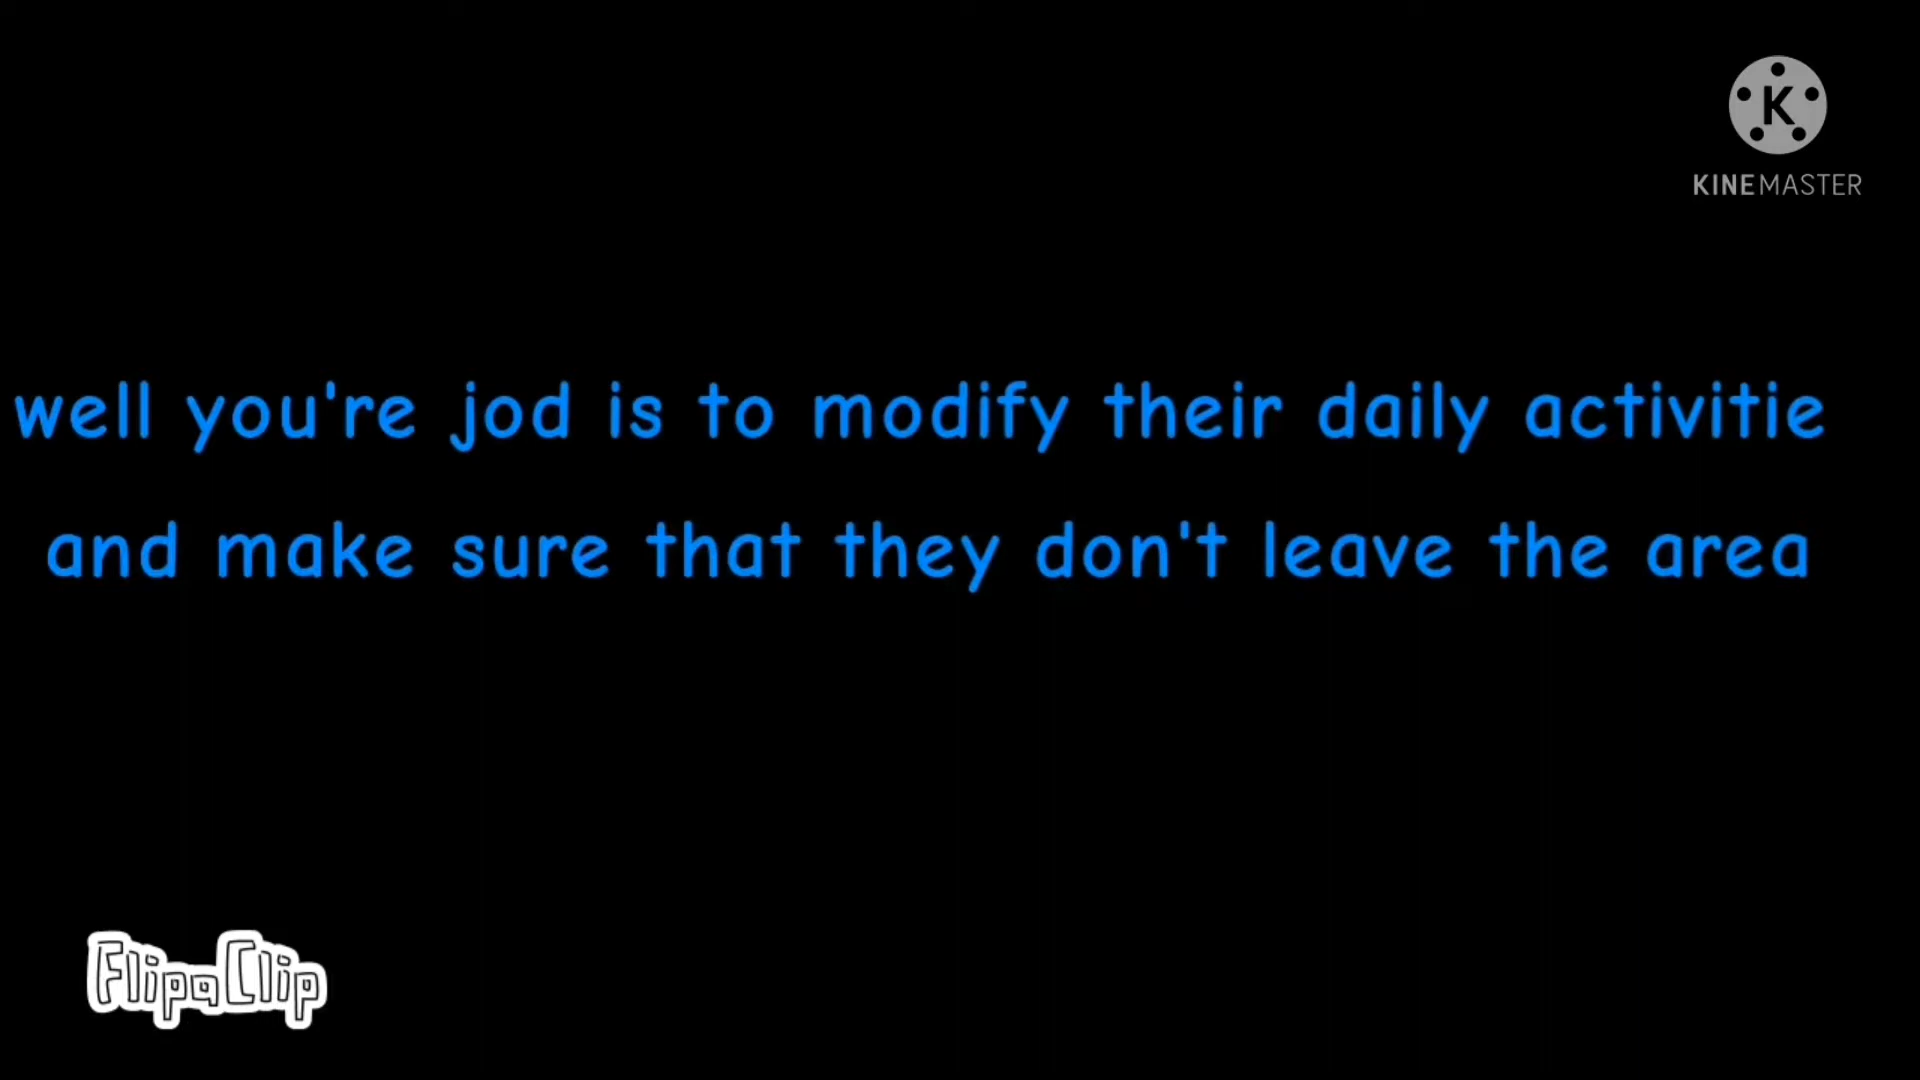 K
KINEMASTER
well you're jod is to modify their daily activitie
and make sure that they don't leave the area
FlipaClip